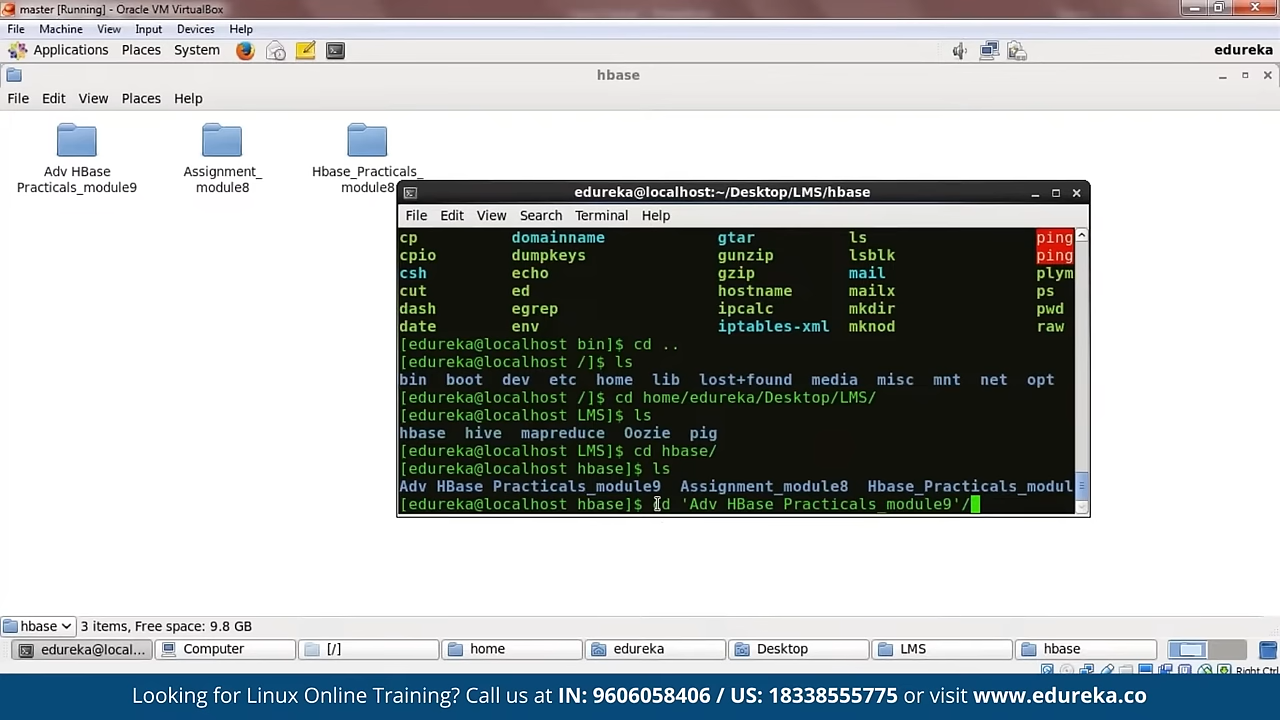 master [Running] - Oracle VM VirtualBox
File Machine View Input Devices Help
Applications Places System edureka
hbase
File Edit View Places Help
Adv HBase
Practicals_module9
Assignment_
module8
Hbase_Practicals_
module8
edureka@localhost:~/Desktop/LMS/hbase
File Edit View Search Terminal Help
cp domainname gtar ls ping
cpio dumpkeys gunzip lsblk ping
csh echo gzip mail plym
cut ed hostname mailx ps
dash egrep ipcalc mkdir pwd
date env iptables-xml mknod raw
[edureka@localhost bin]$ cd ..
[edureka@localhost /]$ ls
bin boot dev etc home lib lost+found media misc mnt net opt
[edureka@localhost /]$ cd home/edureka/Desktop/LMS/
[edureka@localhost LMS]$ ls
hbase hive mapreduce Oozie pig
[edureka@localhost LMS]$ cd hbase/
[edureka@localhost hbase]$ ls
Adv HBase Practicals_module9 Assignment_module8 Hbase_Practicals_modul
[edureka@localhost hbase]$ cd 'Adv HBase Practicals_module9'/
hbase 3 items, Free space: 9.8 GB
edureka@local... Computer [/] home edureka Desktop LMS hbase
Right Ctrl
Looking for Linux Online Training? Call us at IN: 9606058406 / US: 18338555775 or visit www.edureka.co